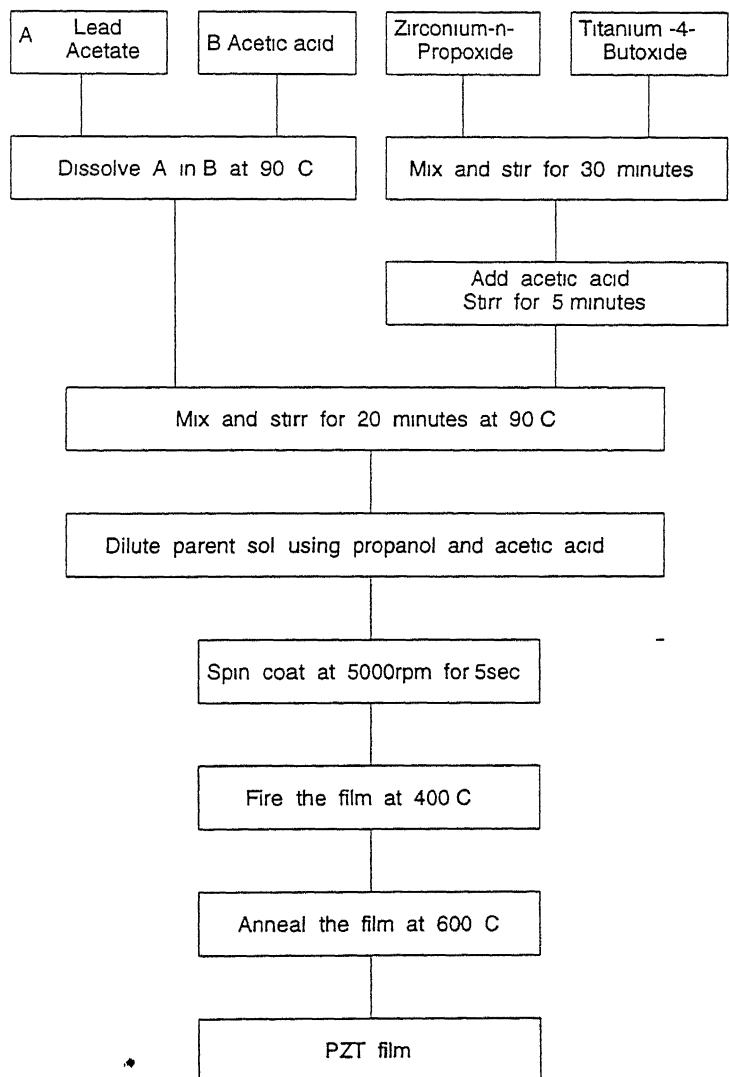 A Lead
Acetate
B Acetic acid
Zirconium-n-
Propoxide
Titanium -4-
Butoxide
Dissolve A in B at 90 C
Mix and stir for 30 minutes
Add acetic acid
Stirr for 5 minutes
Mix and stirr for 20 minutes at 90 C
Dilute parent sol using propanol and acetic acid
Spin coat at 5000rpm for 5sec
Fire the film at 400 C
Anneal the film at 600 C
PZT film